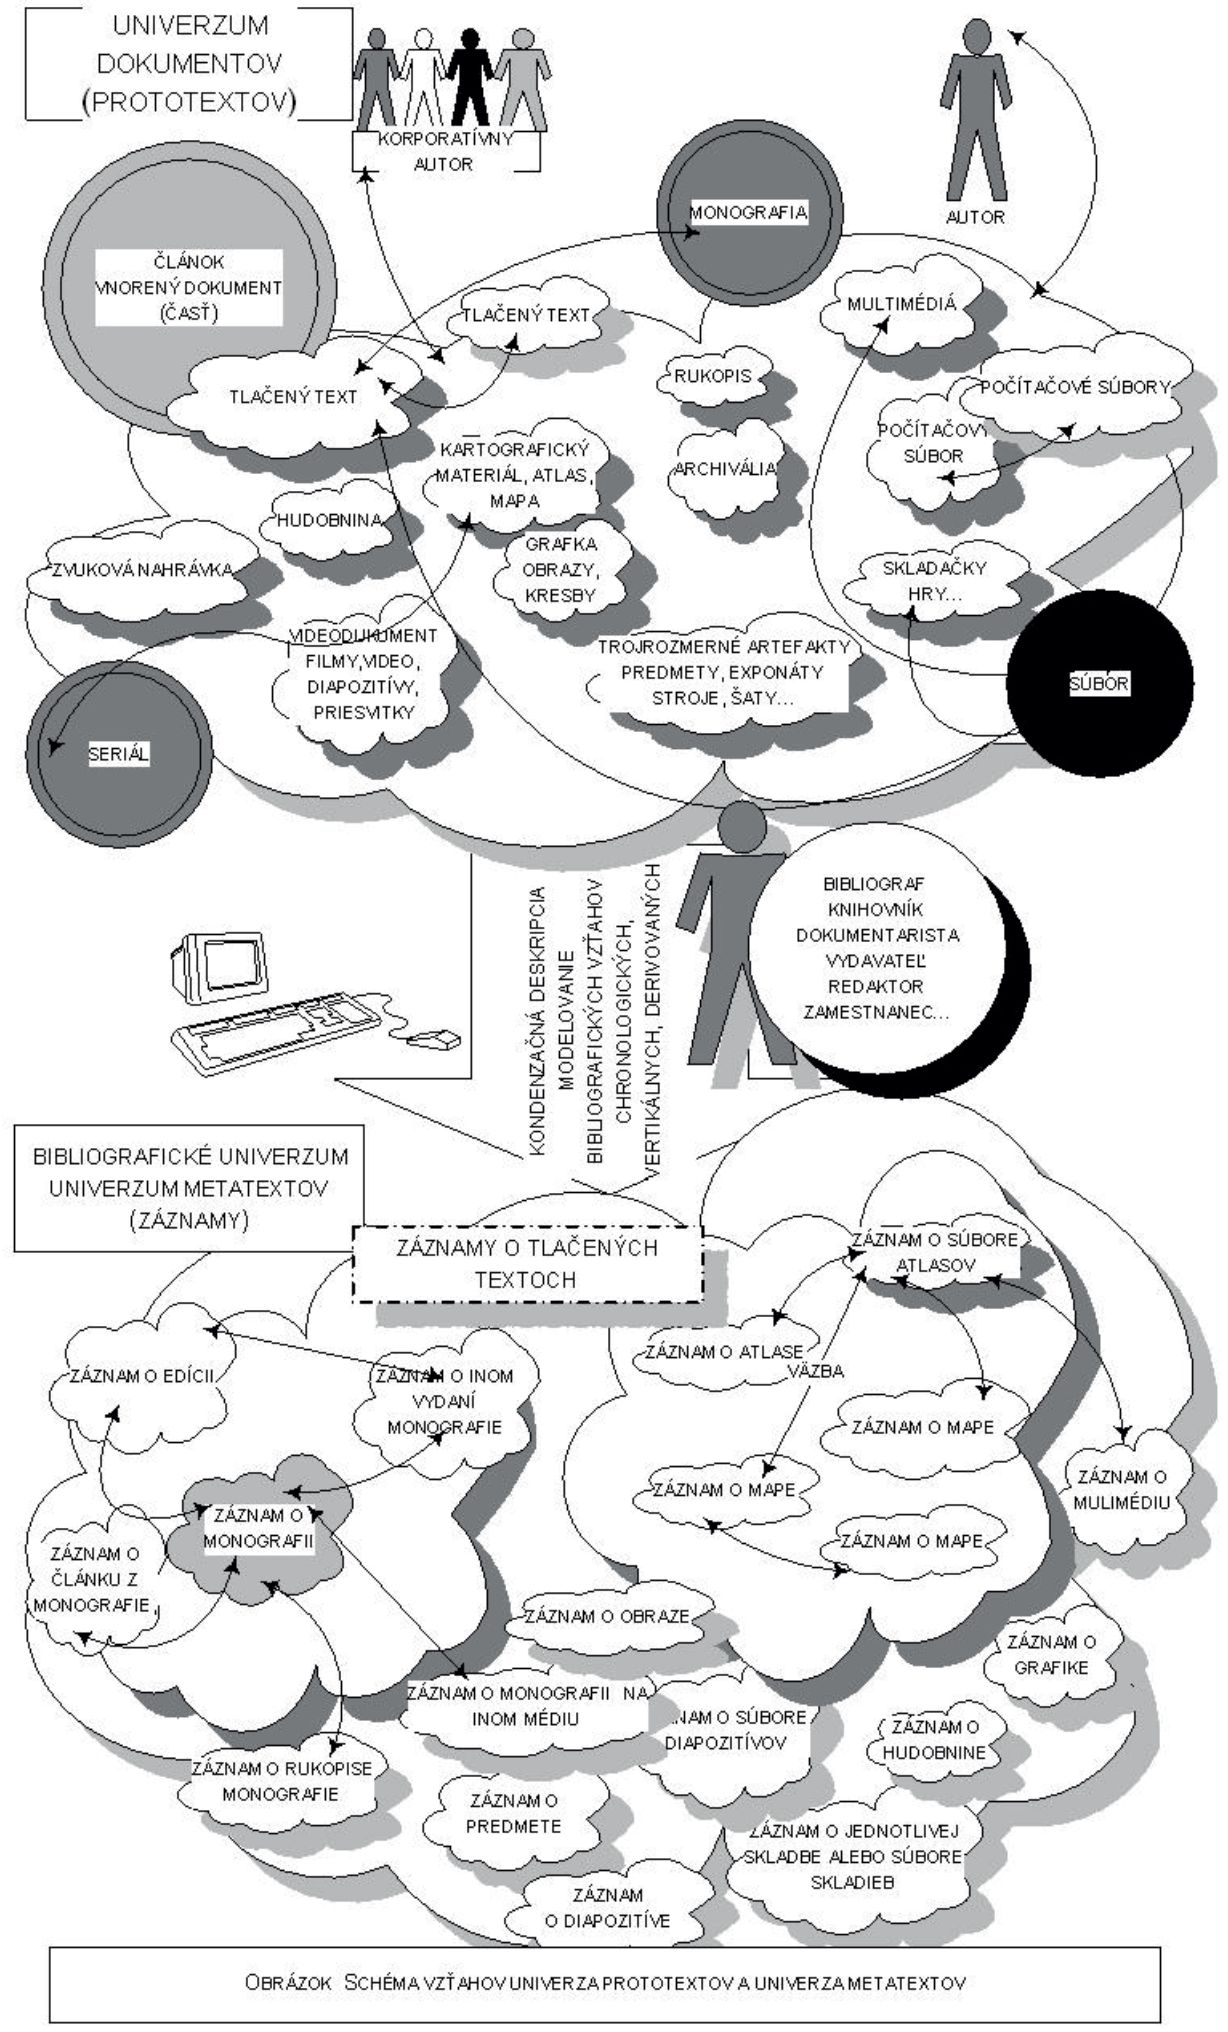 UNIVERZUM
DOKUMENTOV
(PROTOTEXTOV)
KORPORATÍVNY
AUTOR
MONOGRAFIA
AUTOR
ČLÁNOK
VNORENÝ DOKUMENT
(ČASŤ)
TLAČENÝ TEXT
MULTIMÉDIÁ
TLAČENÝ TEXT
RUKOPIS
POČÍTAČOVÉ SÚBORY
POČÍTAČOVÝ
SÚBOR
KARTOGRAFICKÝ
MATERIÁL, ATLAS,
MAPA
ARCHIVÁLIA
HUDOBNINA
GRAFKA
OBRAZY,
KRESBY
ZVUKOVÁ NAHRÁVKA
SKLADAČKY
HRY...
VIDEODUKUMENT
FILMY,VIDEO,
DIAPOZITÍVY,
PRIESVITKY
TROJROZMERNÉ ARTEFAKTY
PREDMETY, EXPONÁTY
STROJE, ŠATY...
SÚBOR
SERIÁL
KONDENZAČNÁ DESKRIPCIA
MODELOVANIE
BIBLIOGRAFICKÝCH VZŤAHOV
CHRONOLOGICKÝCH,
VERTIKÁLNYCH, DERIVOVANÝCH
BIBLIOGRAF
KNIHOVNÍK
DOKUMENTARISTA
VYDAVATEĽ
REDAKTOR
ZAMESTNANEC...
BIBLIOGRAFICKÉ UNIVERZUM
UNIVERZUM METATEXTOV
(ZÁZNAMY)
ZÁZNAMY O TLAČENÝCH
TEXTOCH
ZÁZNAM O SÚBORE
ATLASOV
ZÁZNAM O ATLASE
VÄZBA
ZÁZNAM O EDÍCII
ZÁZNAM O INOM
VYDANÍ
MONOGRAFIE
ZÁZNAM O MAPE
ZÁZNAM O MAPE
ZÁZNAM O
MULIMÉDIU
ZÁZNAM O
MONOGRAFII
ZÁZNAM O MAPE
ZÁZNAM O
ČLÁNKU Z
MONOGRAFIE,
ZÁZNAM O OBRAZE
ZÁZNAM O
GRAFIKE
ZÁZNAM O MONOGRAFII NA
INOM MÉDIU
NAM O SÚBORE
DIAPOZITÍVOV
ZÁZNAM O
HUDOBNINE
ZÁZNAM O RUKOPISE
MONOGRAFIE
ZÁZNAM O
PREDMETE
ZÁZNAM O JEDNOTLIVEJ
SKLADBE ALEBO SÚBORE
SKLADIEB
ZÁZNAM
O DIAPOZITÍVE
OBRÁZOK SCHÉMA VZŤAHOV UNIVERZA PROTOTEXTOV A UNIVERZA METATEXTOV